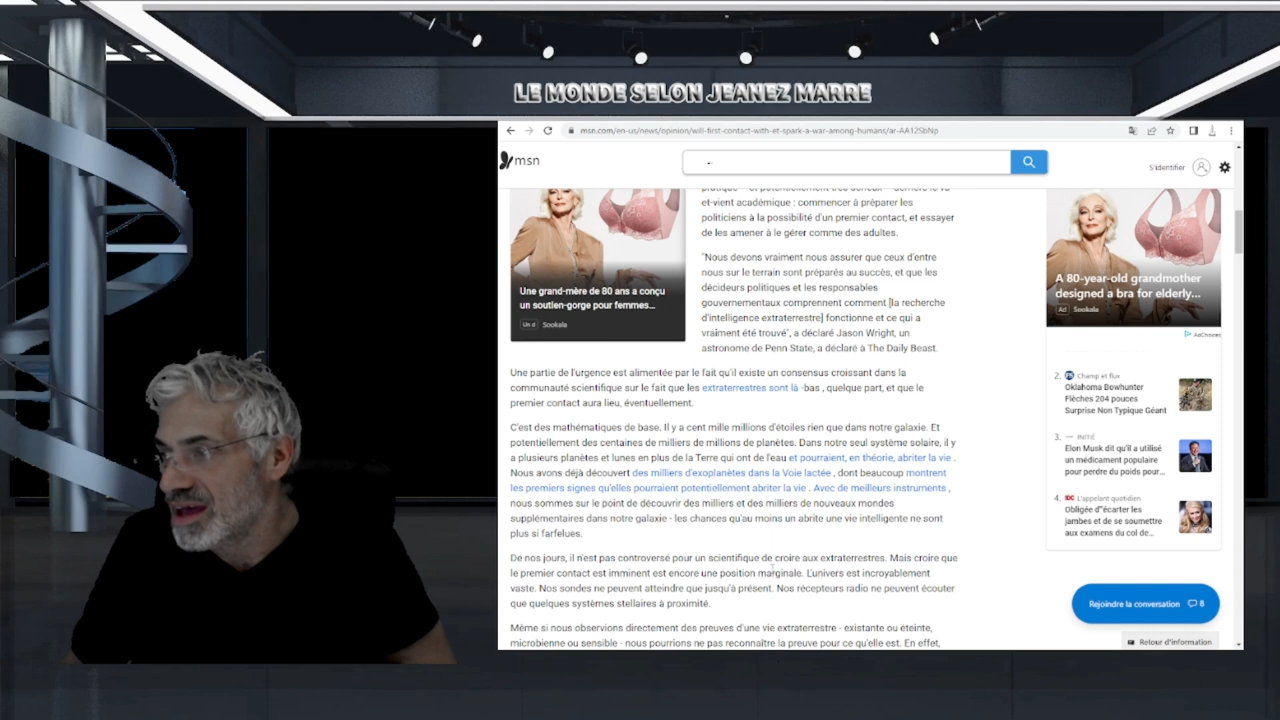 LE MONDE SELON JEANEZ MARRE
msn.com/en-us/news/opinion/will-first-contact-with-et-spark-a-war-among-humans/ar-AA12SbNp
msn
S'identifier
et-vient académique : commencer à préparer les
politiciens à la possibilité d'un premier contact, et essayer
de les amener à le gérer comme des adultes.
"Nous devons vraiment nous assurer que ceux d'entre
nous sur le terrain sont préparés au succès, et que les
décideurs politiques et les responsables
gouvernementaux comprennent comment [la recherche
d'intelligence extraterrestre] fonctionne et ce qui a
vraiment été trouvé", a déclaré Jason Wright, un
astronome de Penn State, a déclaré à The Daily Beast.
Une grand-mère de 80 ans a conçu
un soutien-gorge pour femmes...
Un d Sookala
Une partie de l'urgence est alimentée par le fait qu'il existe un consensus croissant dans la
communauté scientifique sur le fait que les extraterrestres sont là -bas , quelque part, et que le
premier contact aura lieu, éventuellement.
C'est des mathématiques de base. Il y a cent mille millions d'étoiles rien que dans notre galaxie. Et
potentiellement des centaines de milliers de millions de planètes. Dans notre seul système solaire, il y
a plusieurs planètes et lunes en plus de la Terre qui ont de l'eau et pourraient, en théorie, abriter la vie .
Nous avons déjà découvert des milliers d'exoplanètes dans la Voie lactée , dont beaucoup montrent
les premiers signes qu'elles pourraient potentiellement abriter la vie . Avec de meilleurs instruments ,
nous sommes sur le point de découvrir des milliers et des milliers de nouveaux mondes
supplémentaires dans notre galaxie - les chances qu'au moins un abrite une vie intelligente ne sont
plus si farfelues.
De nos jours, il n'est pas controversé pour un scientifique de croire aux extraterrestres. Mais croire que
le premier contact est imminent est encore une position marginale. L'univers est incroyablement
vaste. Nos sondes ne peuvent atteindre que jusqu'à présent. Nos récepteurs radio ne peuvent écouter
que quelques systèmes stellaires à proximité.
Même si nous observions directement des preuves d'une vie extraterrestre - existante ou éteinte,
microbienne ou sensible - nous pourrions ne pas reconnaître la preuve pour ce qu'elle est. En effet,
A 80-year-old grandmother
designed a bra for elderly...
Ad Sookala
AdChoices
2. Champ et flux
Oklahoma Bowhunter
Flèches 204 pouces
Surprise Non Typique Géant
3. INITIÉ
Elon Musk dit qu'il a utilisé
un médicament populaire
pour perdre du poids pour...
4. L'appelant quotidien
Obligée d"écarter les
jambes et de se soumettre
aux examens du col de...
Rejoindre la conversation 8
Retour d'information